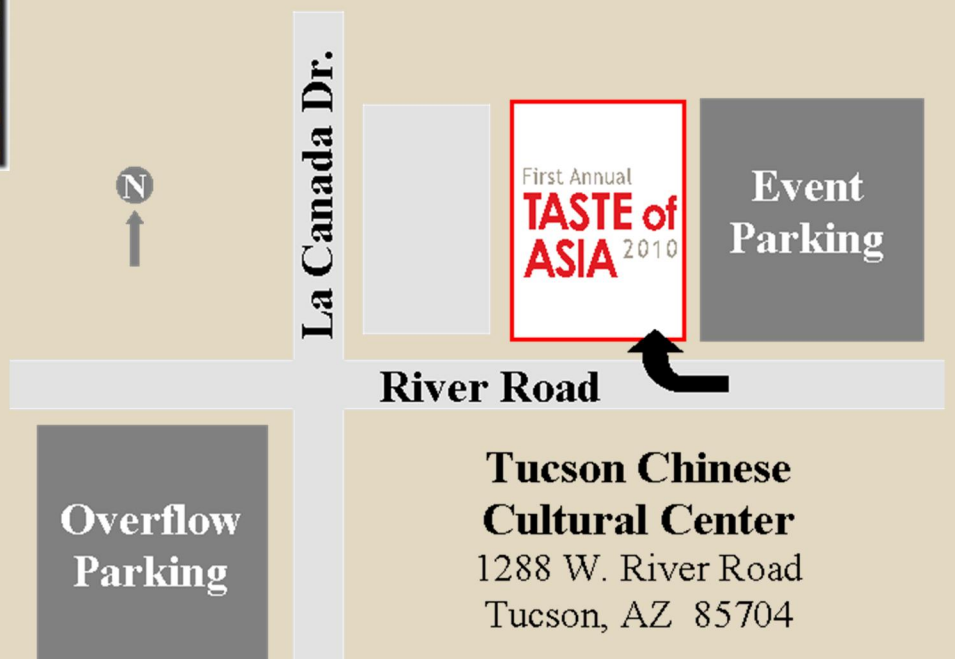 La Canada Dr.
N
First Annual
TASTE of
ASIA 2010
Event
Parking
River Road
Overflow
Parking
Tucson Chinese
Cultural Center
1288 W. River Road
Tucson, AZ 85704